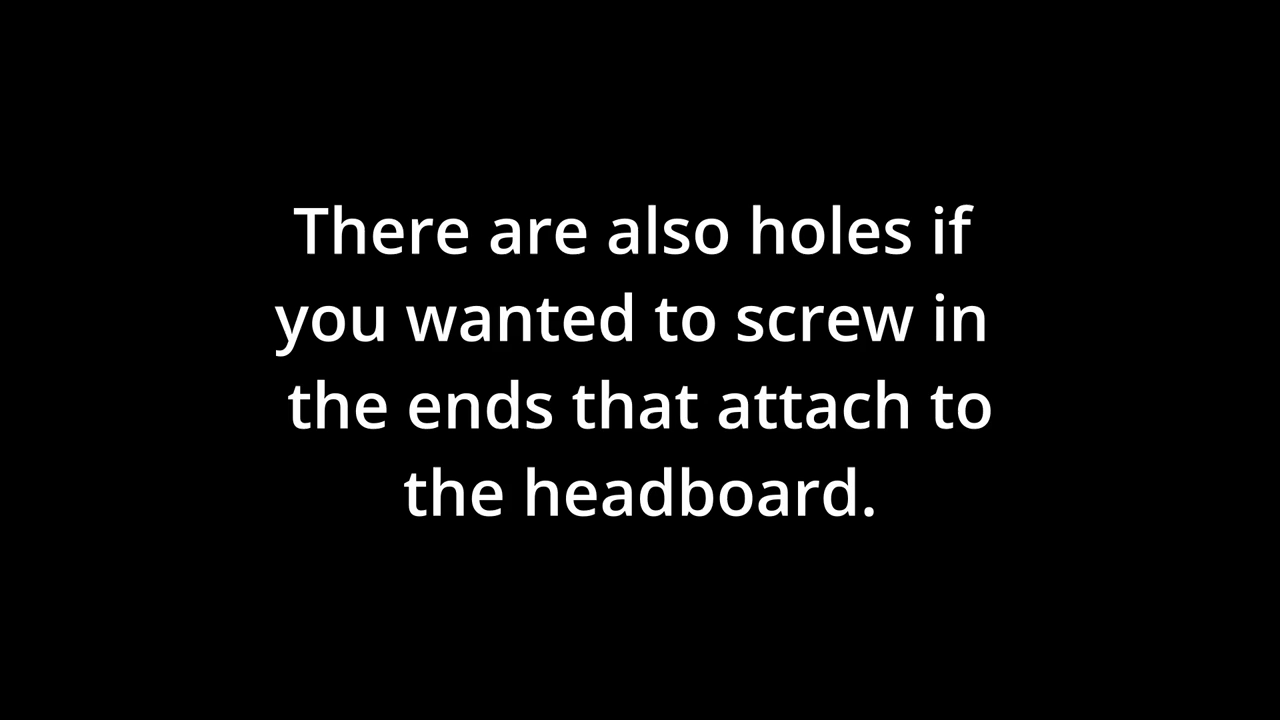 There are also holes if
you wanted to screw in
the ends that attach to
the headboard.